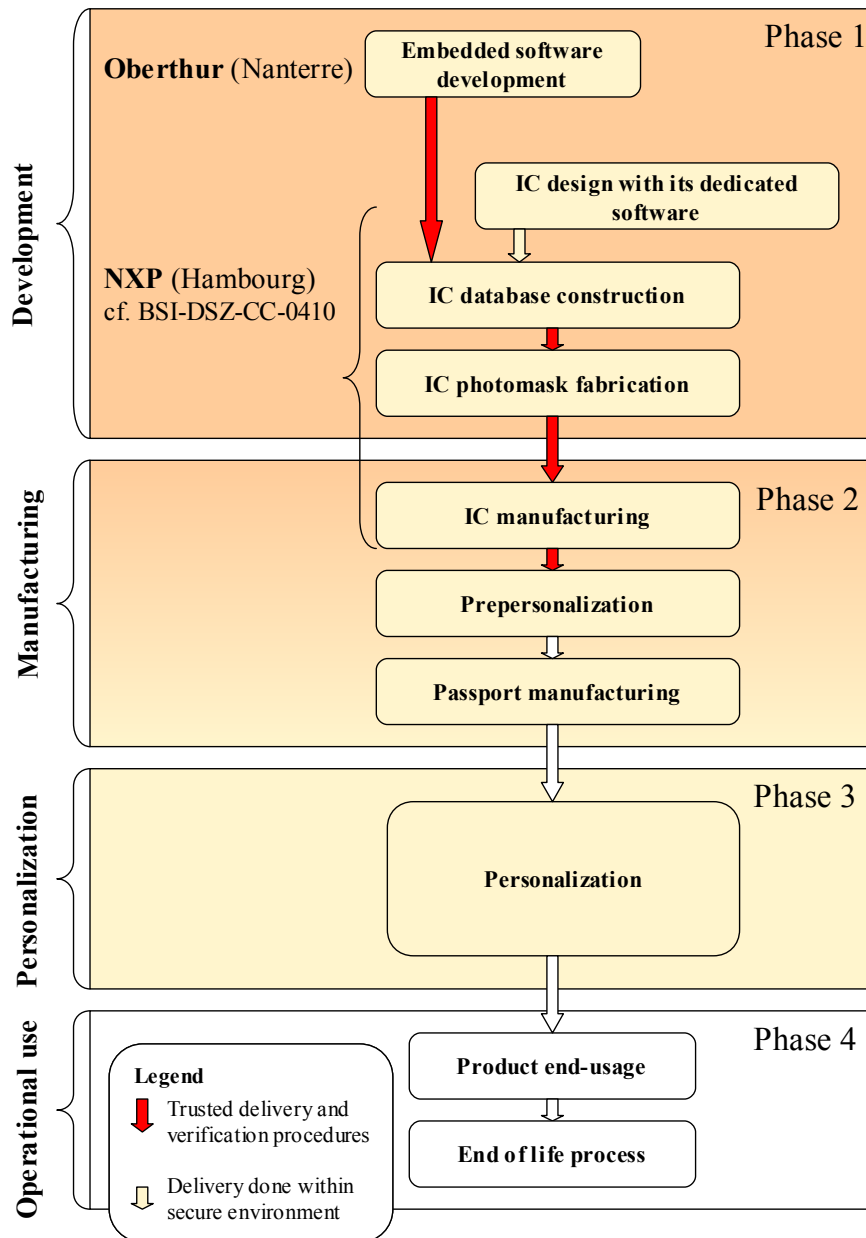 Phase 1
Oberthur (Nanterre)
Embedded software
development
IC design with its dedicated
software
Development
NXP (Hambourg)
cf. BSI-DSZ-CC-0410
IC database construction
IC photomask fabrication
Phase 2
Manufacturing
IC manufacturing
Prepersonalization
Passport manufacturing
Phase 3
Personalization
Personalization
Phase 4
Operational use
Product end-usage
End of life process
Legend
Trusted delivery and
verification procedures
Delivery done within
secure environment